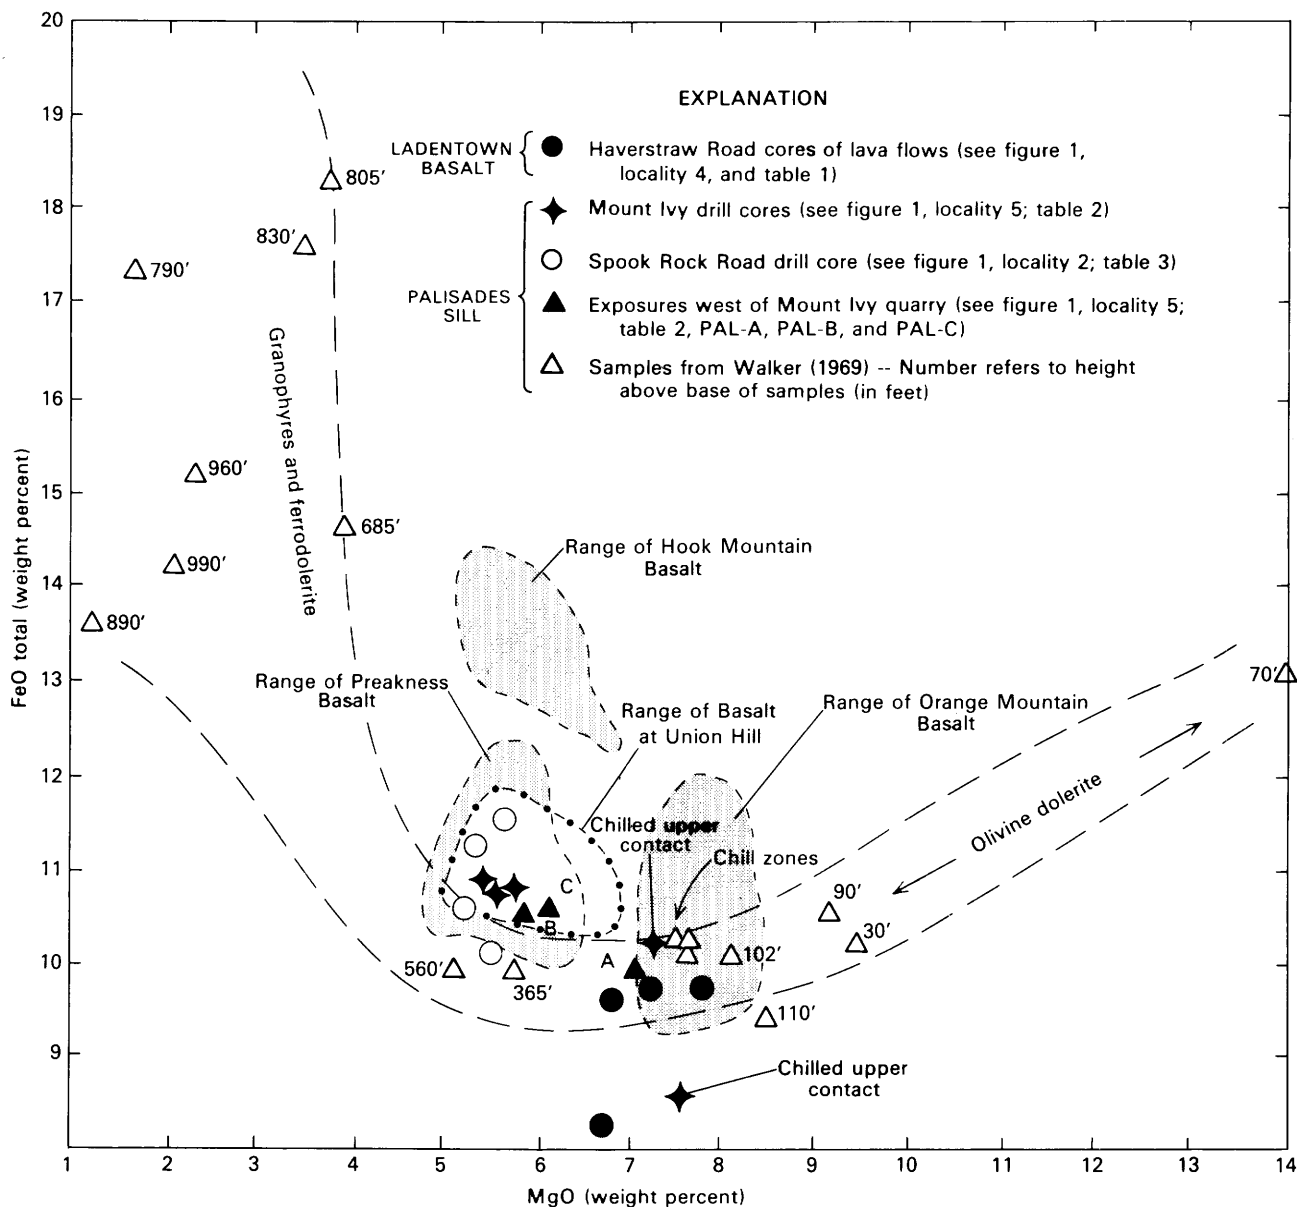 20
19
18
17
16
15
14
13
12
11
10
9
FeO total (weight percent)
EXPLANATION
LADENTOWN
BASALT
Haverstraw Road cores of lava flows (see figure 1,
locality 4, and table 1)
PALISADES
SILL
Mount Ivy drill cores (see figure 1, locality 5; table 2)
Spook Rock Road drill core (see figure 1, locality 2; table 3)
Exposures west of Mount Ivy quarry (see figure 1, locality 5;
table 2, PAL-A, PAL-B, and PAL-C)
Samples from Walker (1969) -- Number refers to height
above base of samples (in feet)
805′
830′
790′
960′
685′
990′
890′
Granophyres and ferrodolerite
Range of Hook Mountain
Basalt
Range of Preakness
Basalt
Range of Basalt
at Union Hill
Range of Orange Mountain
Basalt
70′
Olivine dolerite
Chilled upper
contact
Chill zones
C
B
A
90′
30′
102′
110′
560′
365′
Chilled upper
contact
1 2 3 4 5 6 7 8 9 10 11 12 13 14
MgO (weight percent)